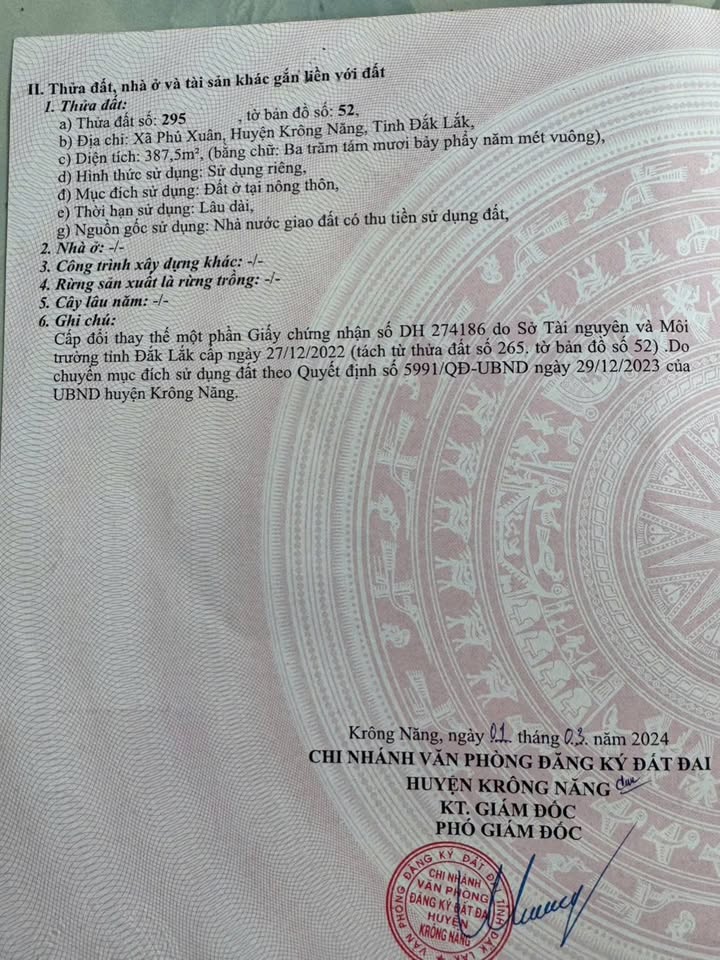 II. Thửa đất, nhà ở và tài sản khác gắn liền với đất
1. Thửa đất:
a) Thửa đất số: 295 , tờ bản đồ số: 52,
b) Địa chỉ: Xã Phú Xuân, Huyện Krông Năng, Tỉnh Đắk Lắk,
c) Diện tích: 387,5m², (bằng chữ: Ba trăm tám mươi bảy phẩy năm mét vuông),
d) Hình thức sử dụng: Sử dụng riêng,
đ) Mục đích sử dụng: Đất ở tại nông thôn,
e) Thời hạn sử dụng: Lâu dài,
g) Nguồn gốc sử dụng: Nhà nước giao đất có thu tiền sử dụng đất,
2. Nhà ở: -/-
3. Công trình xây dựng khác: -/-
4. Rừng sản xuất là rừng trồng: -/-
5. Cây lâu năm: -/-
6. Ghi chú:
Cấp đổi thay thế một phần Giấy chứng nhận số DH 274186 do Sở Tài nguyên và Môi
trường tỉnh Đắk Lắk cấp ngày 27/12/2022 (tách từ thửa đất số 265, tờ bản đồ số 52) .Do
chuyển mục đích sử dụng đất theo Quyết định số 5991/QĐ-UBND ngày 29/12/2023 của
UBND huyện Krông Năng.
Krông Năng, ngày 01 tháng 03. năm 2024
CHI NHÁNH VĂN PHÒNG ĐĂNG KÝ ĐẤT ĐAI
HUYỆN KRÔNG NĂNG
KT. GIÁM ĐỐC
PHÓ GIÁM ĐỐC
VĂN PHÒNG ĐĂNG KÝ ĐẤT TỈNH ĐẮK LẮK
CHI NHÁNH
VĂN PHÒNG
ĐĂNG KÝ ĐẤT ĐAI
HUYỆN
KRÔNG NĂNG